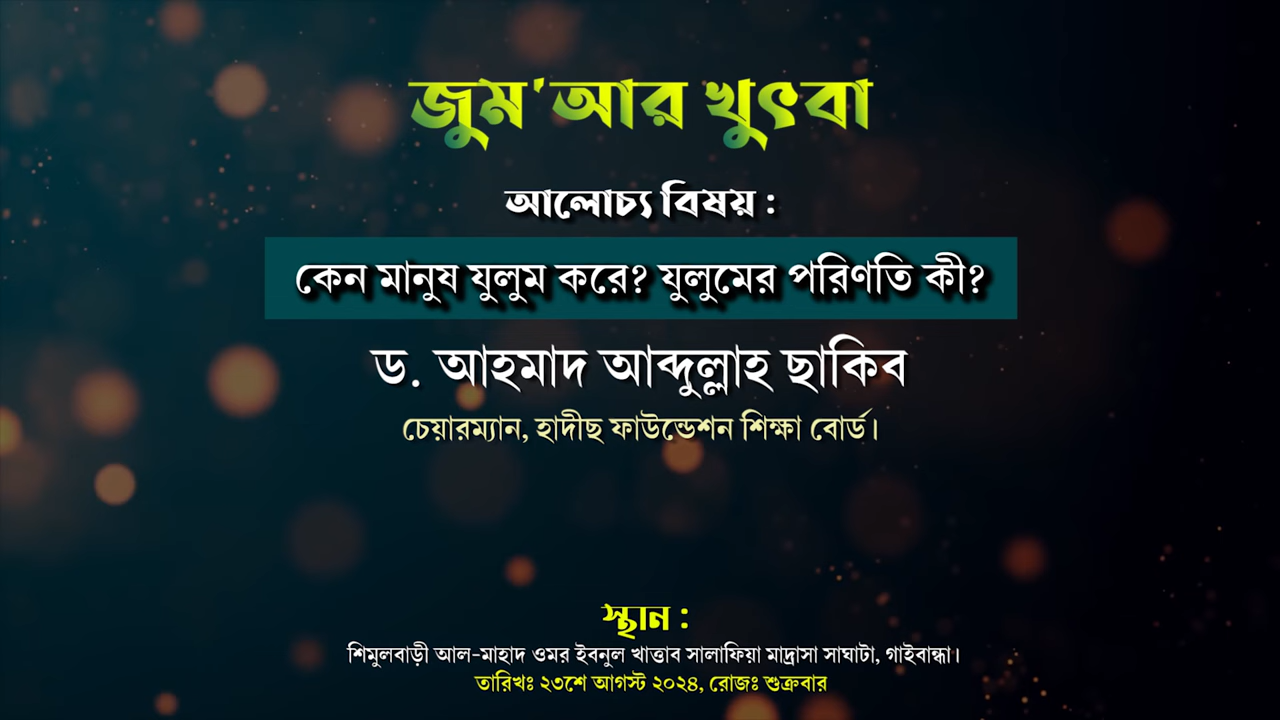 জুম'আর খুৎবা
আলোচ্য বিষয় :
কেন মানুষ যুলুম করে? যুলুমের পরিণতি কী?
ড. আহমাদ আব্দুল্লাহ ছাকিব
চেয়ারম্যান, হাদীছ ফাউন্ডেশন শিক্ষা বোর্ড।
স্থান :
শিমুলবাড়ী আল-মাহাদ ওমর ইবনুল খাত্তাব সালাফিয়া মাদ্রাসা সাঘাটা, গাইবান্ধা।
তারিখঃ ২৩শে আগস্ট ২০২৪, রোজঃ শুক্রবার